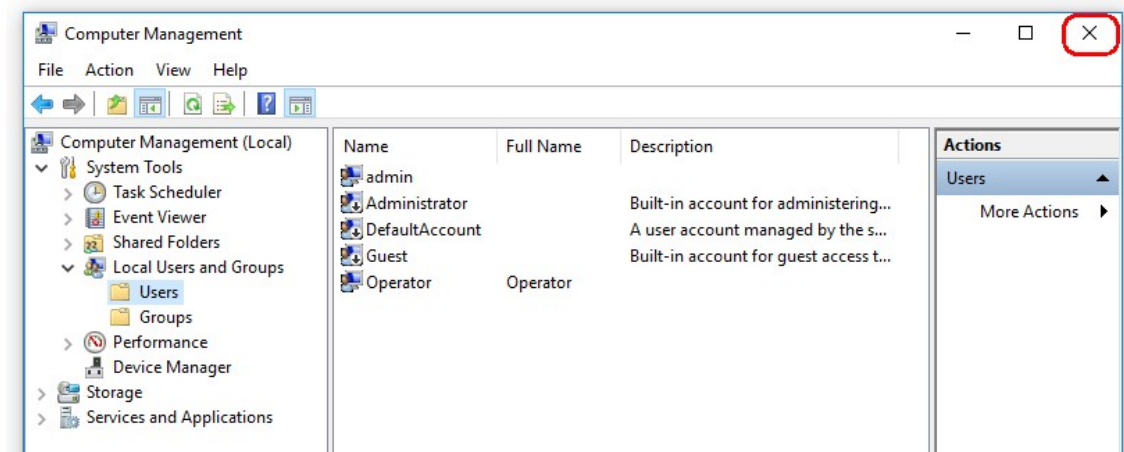 Computer Management
File Action View Help
Computer Management (Local)
System Tools
Task Scheduler
Event Viewer
Shared Folders
Local Users and Groups
Users
Groups
Performance
Device Manager
Storage
Services and Applications
Name Full Name Description
admin
Administrator Built-in account for administering...
DefaultAccount A user account managed by the s...
Guest Built-in account for guest access t...
Operator Operator
Actions
Users
More Actions